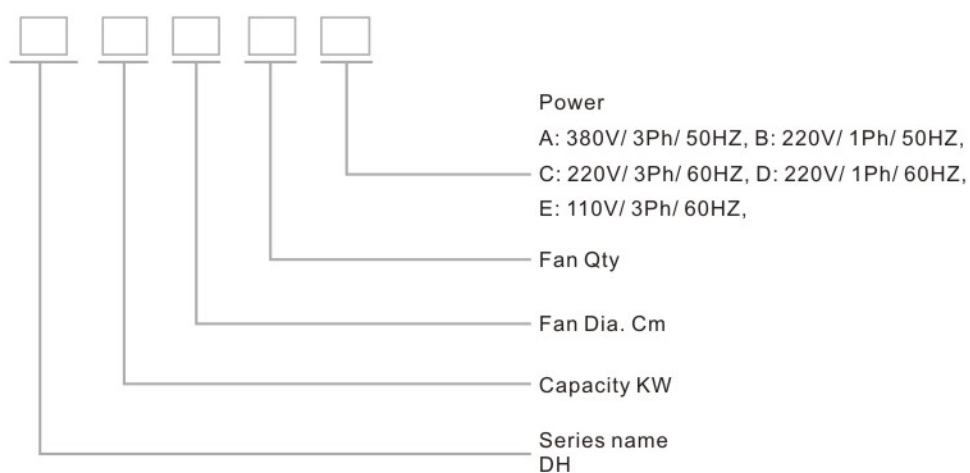 Power
A: 380V/ 3Ph/ 50HZ, B: 220V/ 1Ph/ 50HZ,
C: 220V/ 3Ph/ 60HZ, D: 220V/ 1Ph/ 60HZ,
E: 110V/ 3Ph/ 60HZ,
Fan Qty
Fan Dia. Cm
Capacity KW
Series name
DH